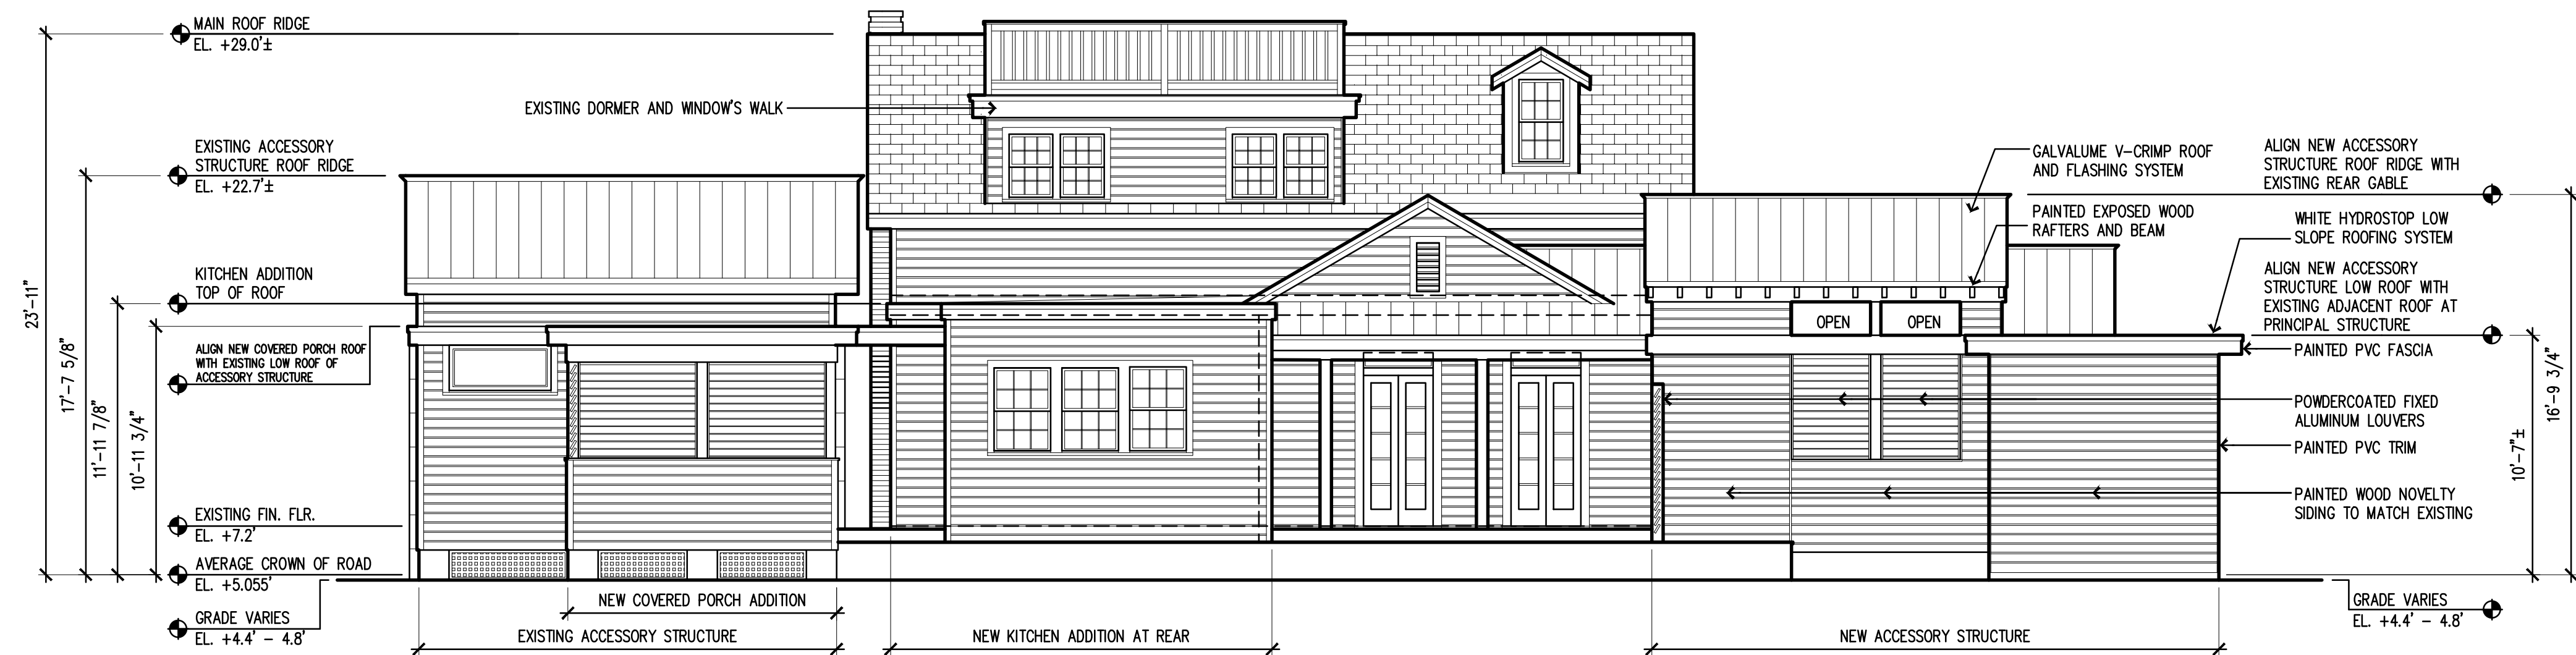 MAIN ROOF RIDGE
EL. +29.0'±
EXISTING DORMER AND WINDOW'S WALK
EXISTING ACCESSORY
STRUCTURE ROOF RIDGE
EL. +22.7'±
KITCHEN ADDITION
TOP OF ROOF
ALIGN NEW COVERED PORCH ROOF
WITH EXISTING LOW ROOF OF
ACCESSORY STRUCTURE
EXISTING FIN. FLR.
EL. +7.2'
AVERAGE CROWN OF ROAD
EL. +5.055'
GRADE VARIES
EL. +4.4' - 4.8'
23'-11"
17'-7 5/8"
11'-11 7/8"
10'-11 3/4"
NEW COVERED PORCH ADDITION
EXISTING ACCESSORY STRUCTURE
NEW KITCHEN ADDITION AT REAR
NEW ACCESSORY STRUCTURE
OPEN
OPEN
GALVALUME V-CRIMP ROOF
AND FLASHING SYSTEM
PAINTED EXPOSED WOOD
RAFTERS AND BEAM
ALIGN NEW ACCESSORY
STRUCTURE ROOF RIDGE WITH
EXISTING REAR GABLE
WHITE HYDROSTOP LOW
SLOPE ROOFING SYSTEM
ALIGN NEW ACCESSORY
STRUCTURE LOW ROOF WITH
EXISTING ADJACENT ROOF AT
PRINCIPAL STRUCTURE
PAINTED PVC FASCIA
POWDERCOATED FIXED
ALUMINUM LOUVERS
PAINTED PVC TRIM
PAINTED WOOD NOVELTY
SIDING TO MATCH EXISTING
10'-7"±
16'-9 3/4"
GRADE VARIES
EL. +4.4' - 4.8'